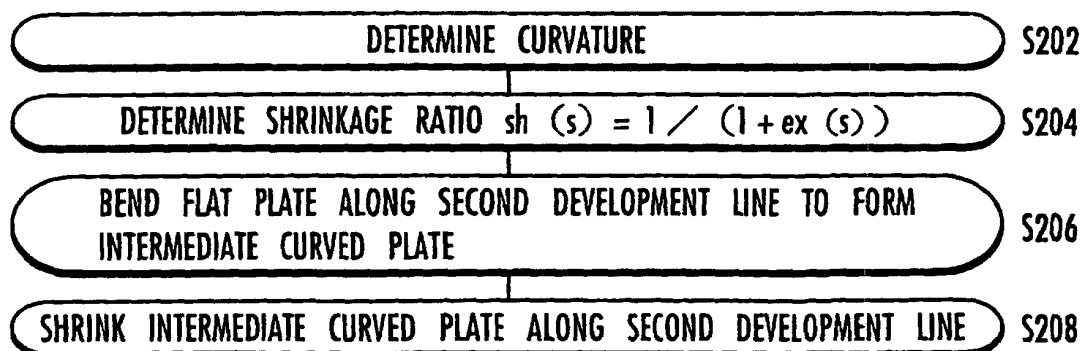 DETERMINE CURVATURE S202
DETERMINE SHRINKAGE RATIO sh (s) = 1 / (1 + ex (s)) S204
BEND FLAT PLATE ALONG SECOND DEVELOPMENT LINE TO FORM
INTERMEDIATE CURVED PLATE S206
SHRINK INTERMEDIATE CURVED PLATE ALONG SECOND DEVELOPMENT LINE S208